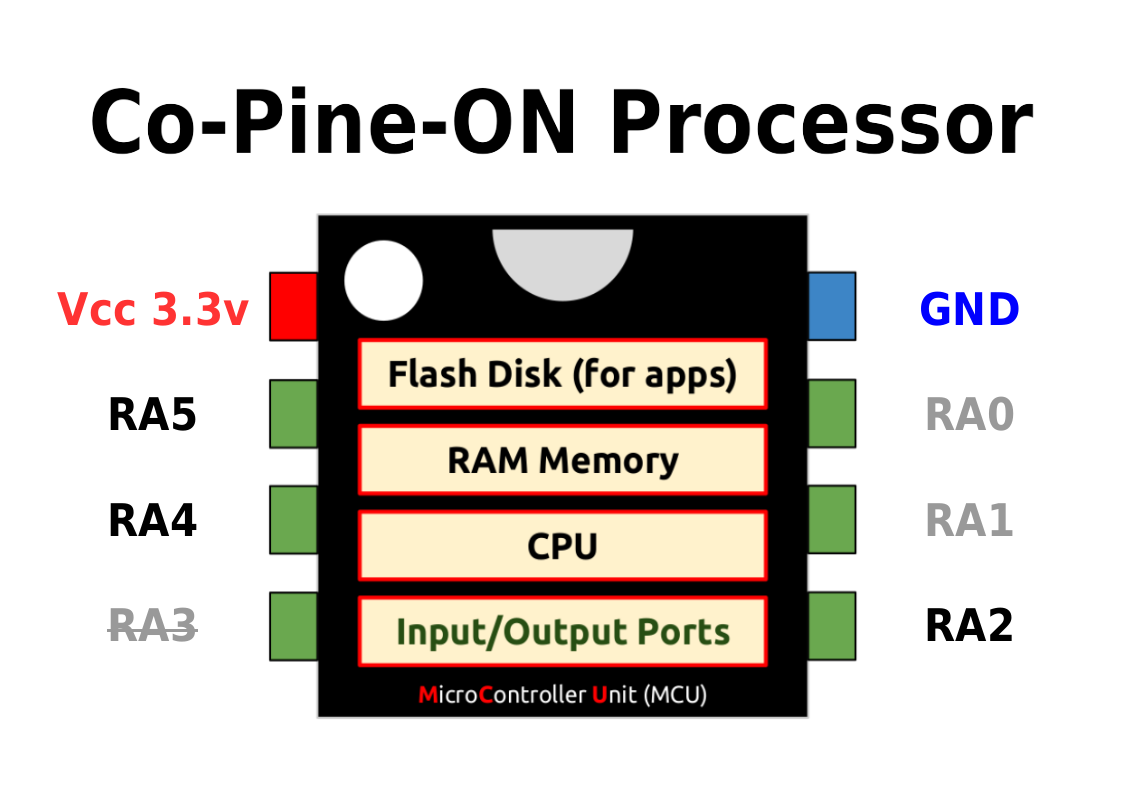 Co-Pine-ON Processor
Vcc 3.3v
GND
Flash Disk (for apps)
RA5
RA0
RAM Memory
RA4
RA1
CPU
RA3
Input/Output Ports
RA2
MicroController Unit (MCU)